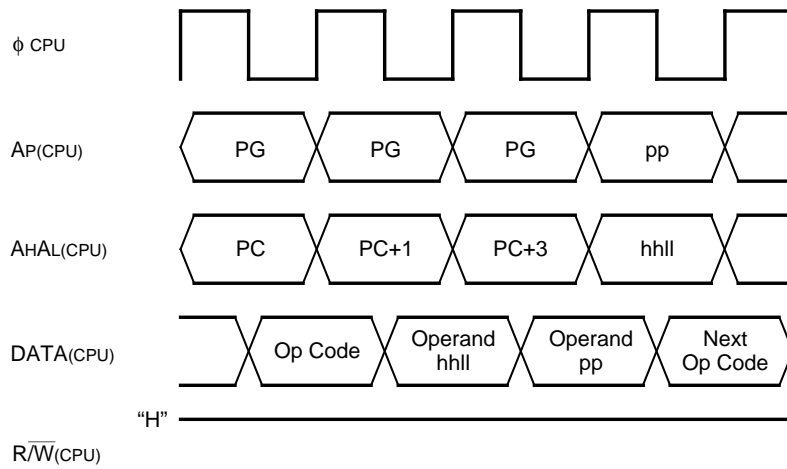 ϕ CPU
AP(CPU) PG PG PG pp
AHAL(CPU) PC PC+1 PC+3 hhll
DATA(CPU) Op Code Operand hhll Operand pp Next Op Code
“H”
R/W(CPU)